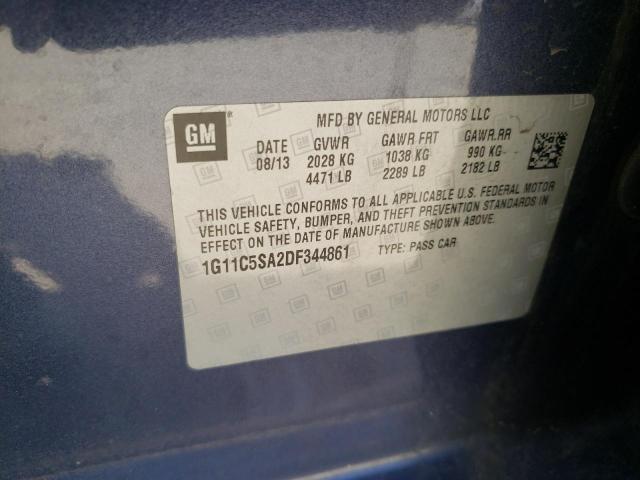 GM
MFD BY GENERAL MOTORS LLC
DATE GVWR GAWR FRT GAWR.RR
08/13 2028 KG 1038 KG 990 KG
4471 LB 2289 LB 2182 LB
THIS VEHICLE CONFORMS TO ALL APPLICABLE U.S. FEDERAL MOTOR
VEHICLE SAFETY, BUMPER, AND THEFT PREVENTION STANDARDS IN
EFFECT ON THE DATE OF MANUFACTURE SHOWN ABOVE.
1G11C5SA2DF344861 TYPE: PASS CAR